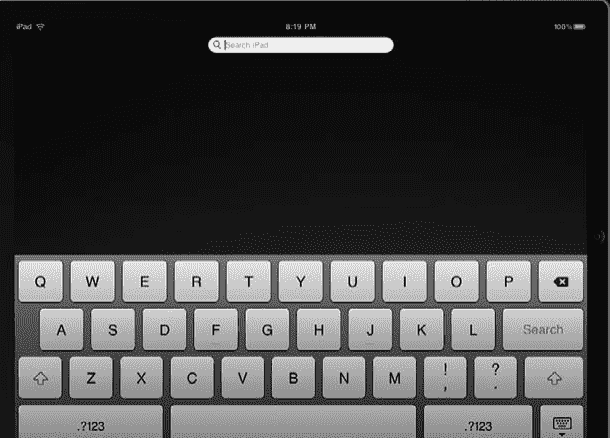 iPad 8:19 PM 100%
Search iPad
Q W E R T Y U I O P
A S D F G H J K L Search
Z X C V B N M ! , ? .
.?123 .?123